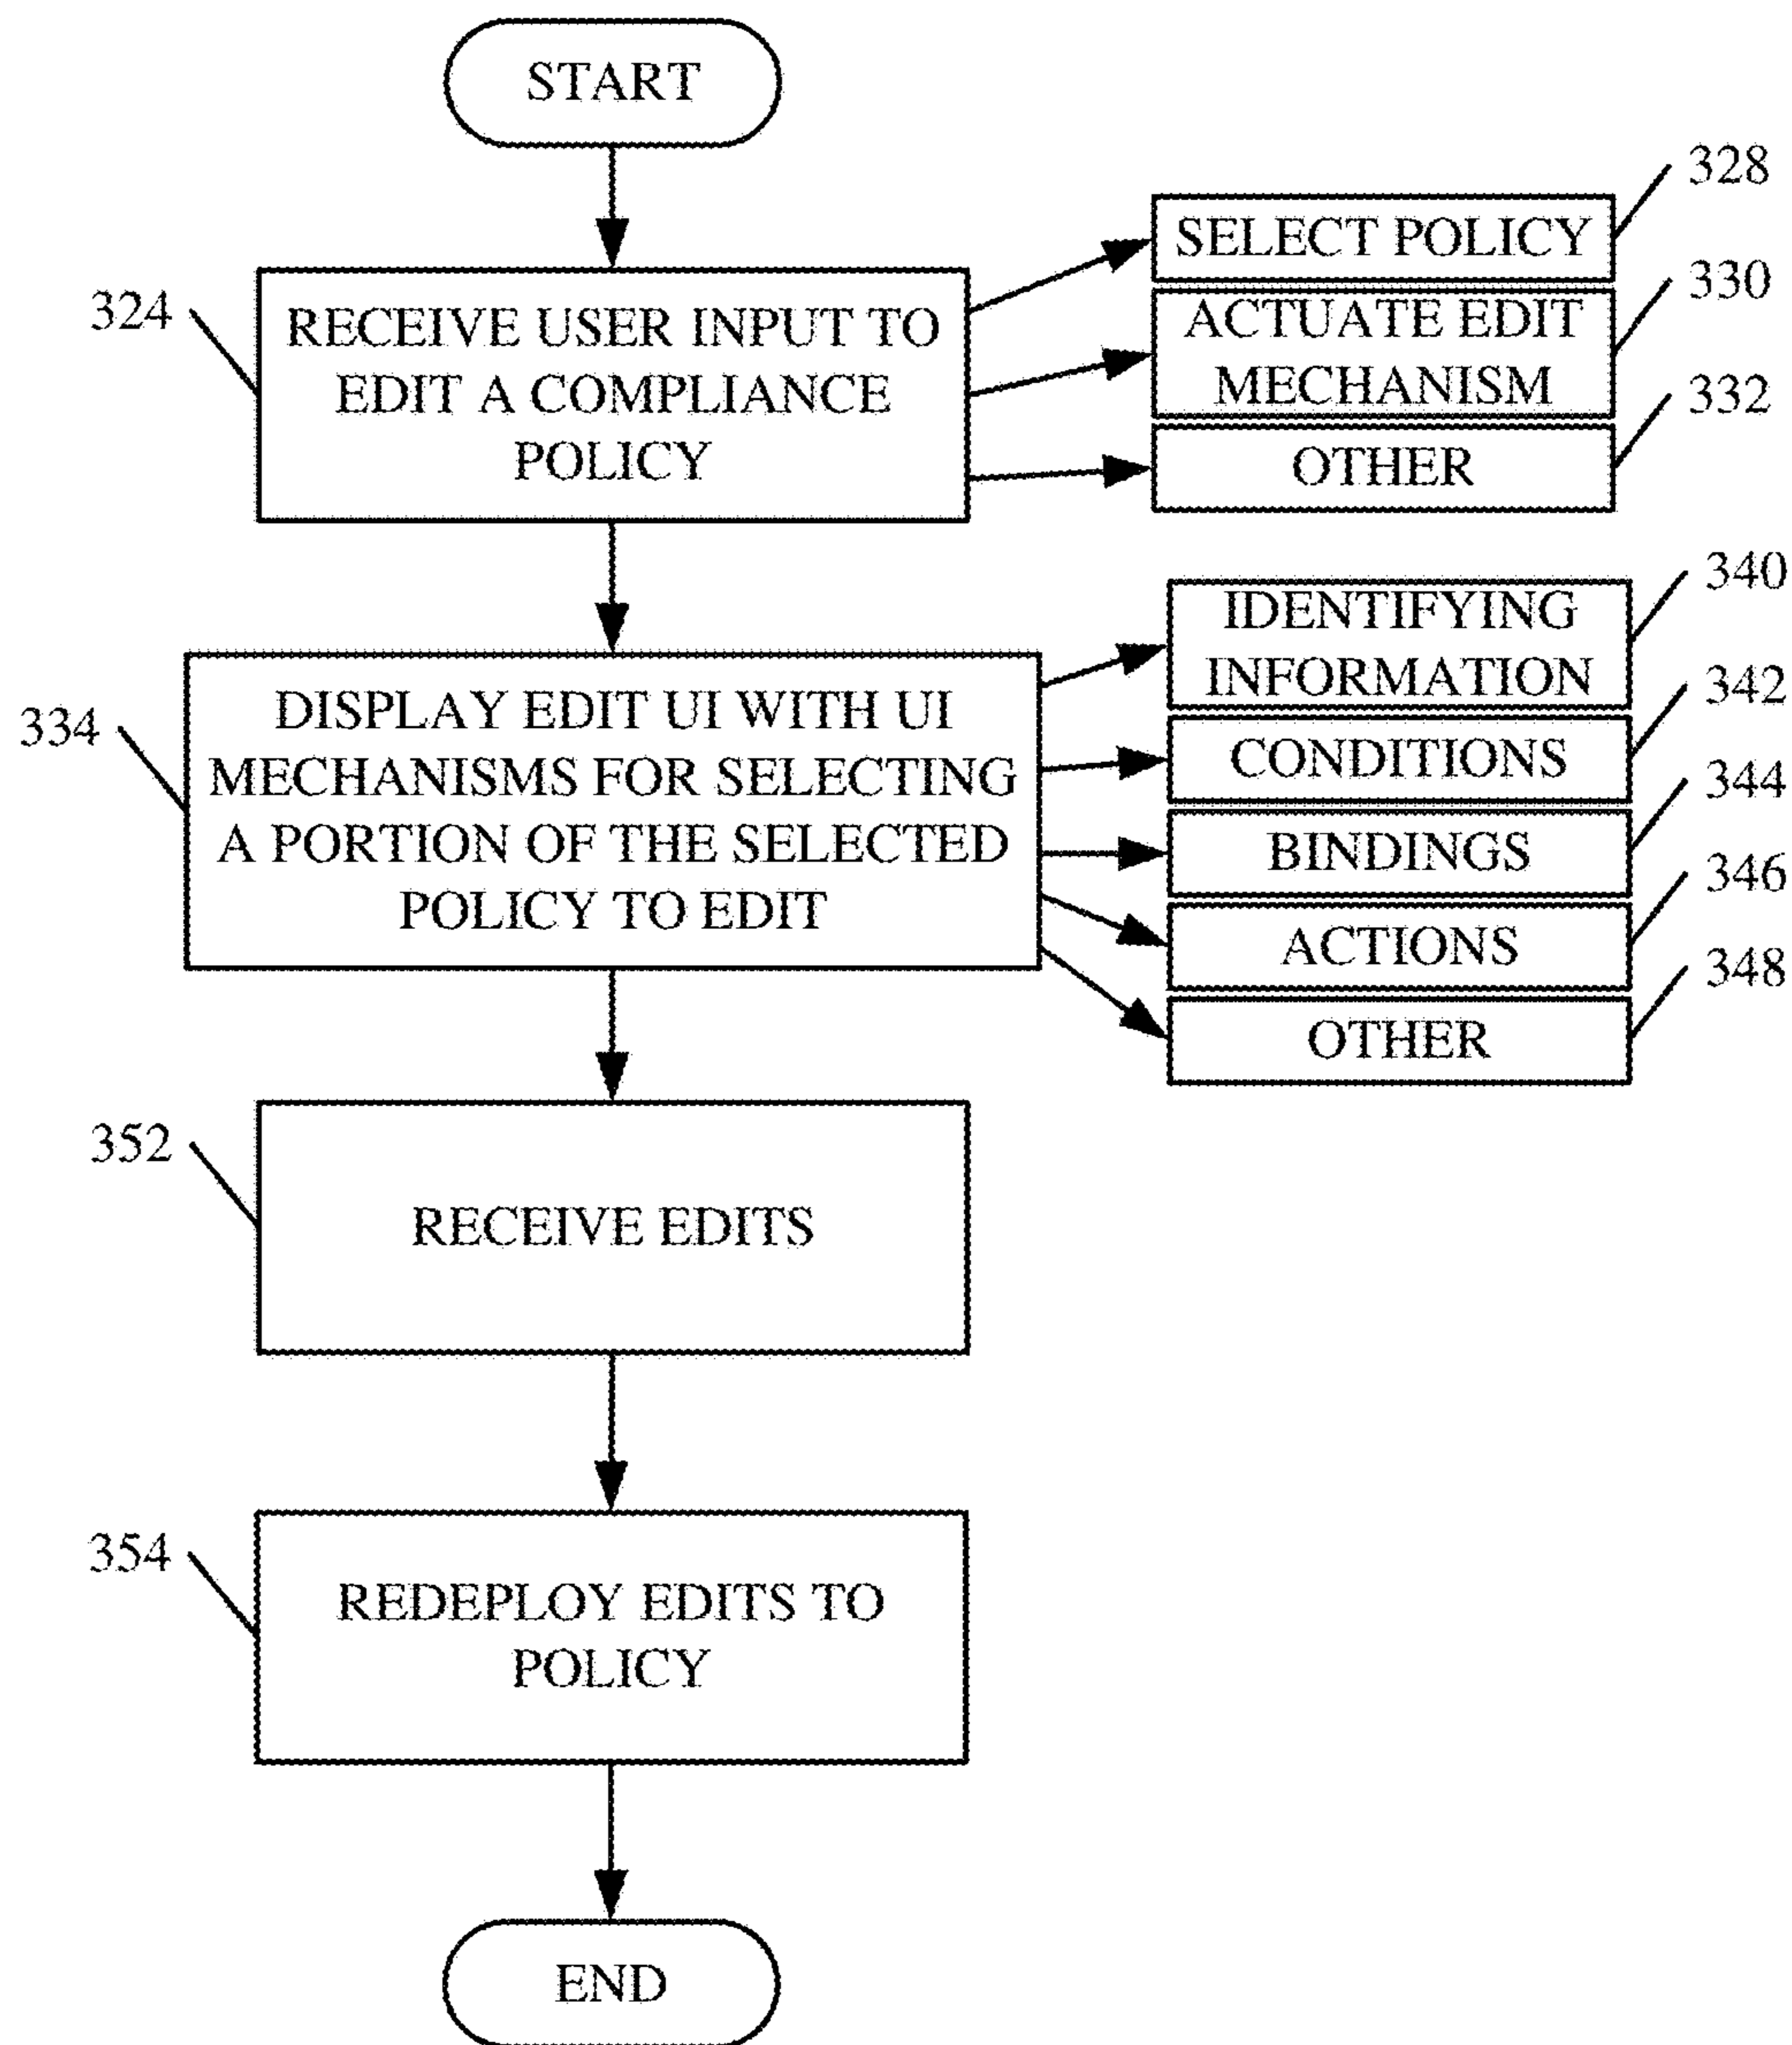 START
324
RECEIVE USER INPUT TO
EDIT A COMPLIANCE
POLICY
328
SELECT POLICY
330
ACTUATE EDIT
MECHANISM
332
OTHER
334
DISPLAY EDIT UI WITH UI
MECHANISMS FOR SELECTING
A PORTION OF THE SELECTED
POLICY TO EDIT
340
IDENTIFYING
INFORMATION
342
CONDITIONS
344
BINDINGS
346
ACTIONS
348
OTHER
352
RECEIVE EDITS
354
REDEPLOY EDITS TO
POLICY
END